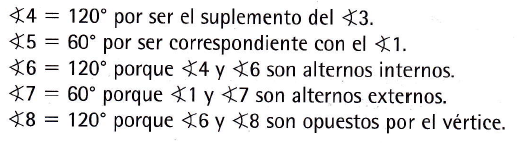 ∢4 = 120° por ser el suplemento del ∢3.
∢5 = 60° por ser correspondiente con el ∢1.
∢6 = 120° porque ∢4 y ∢6 son alternos internos.
∢7 = 60° porque ∢1 y ∢7 son alternos externos.
∢8 = 120° porque ∢6 y ∢8 son opuestos por el vértice.